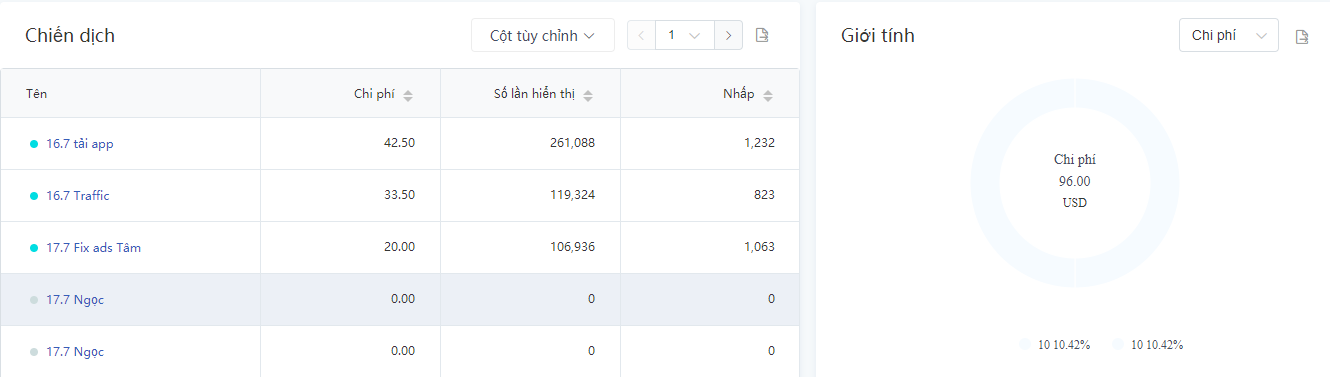 Chiến dịch
Cột tùy chỉnh
1
Tên Chi phí Số lần hiển thị Nhấp
16.7 tải app 42.50 261,088 1,232
16.7 Traffic 33.50 119,324 823
17.7 Fix ads Tâm 20.00 106,936 1,063
17.7 Ngọc 0.00 0 0
17.7 Ngọc 0.00 0 0
Giới tính
Chi phí
Chi phí
96.00
USD
10 10.42% 10 10.42%